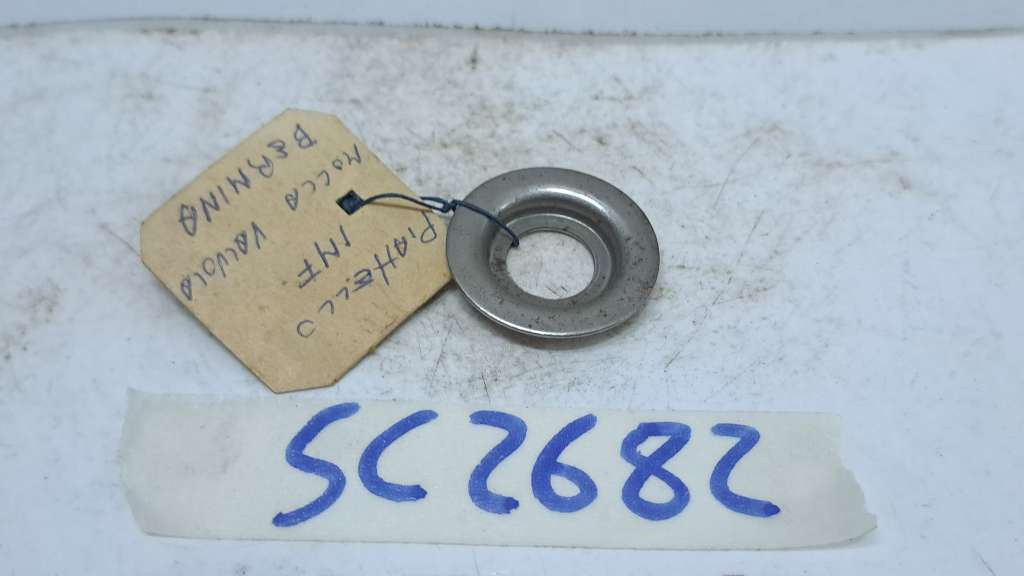 PIATTELLO
INF
MOLLA VALVOLA
BERNINA
SC2682